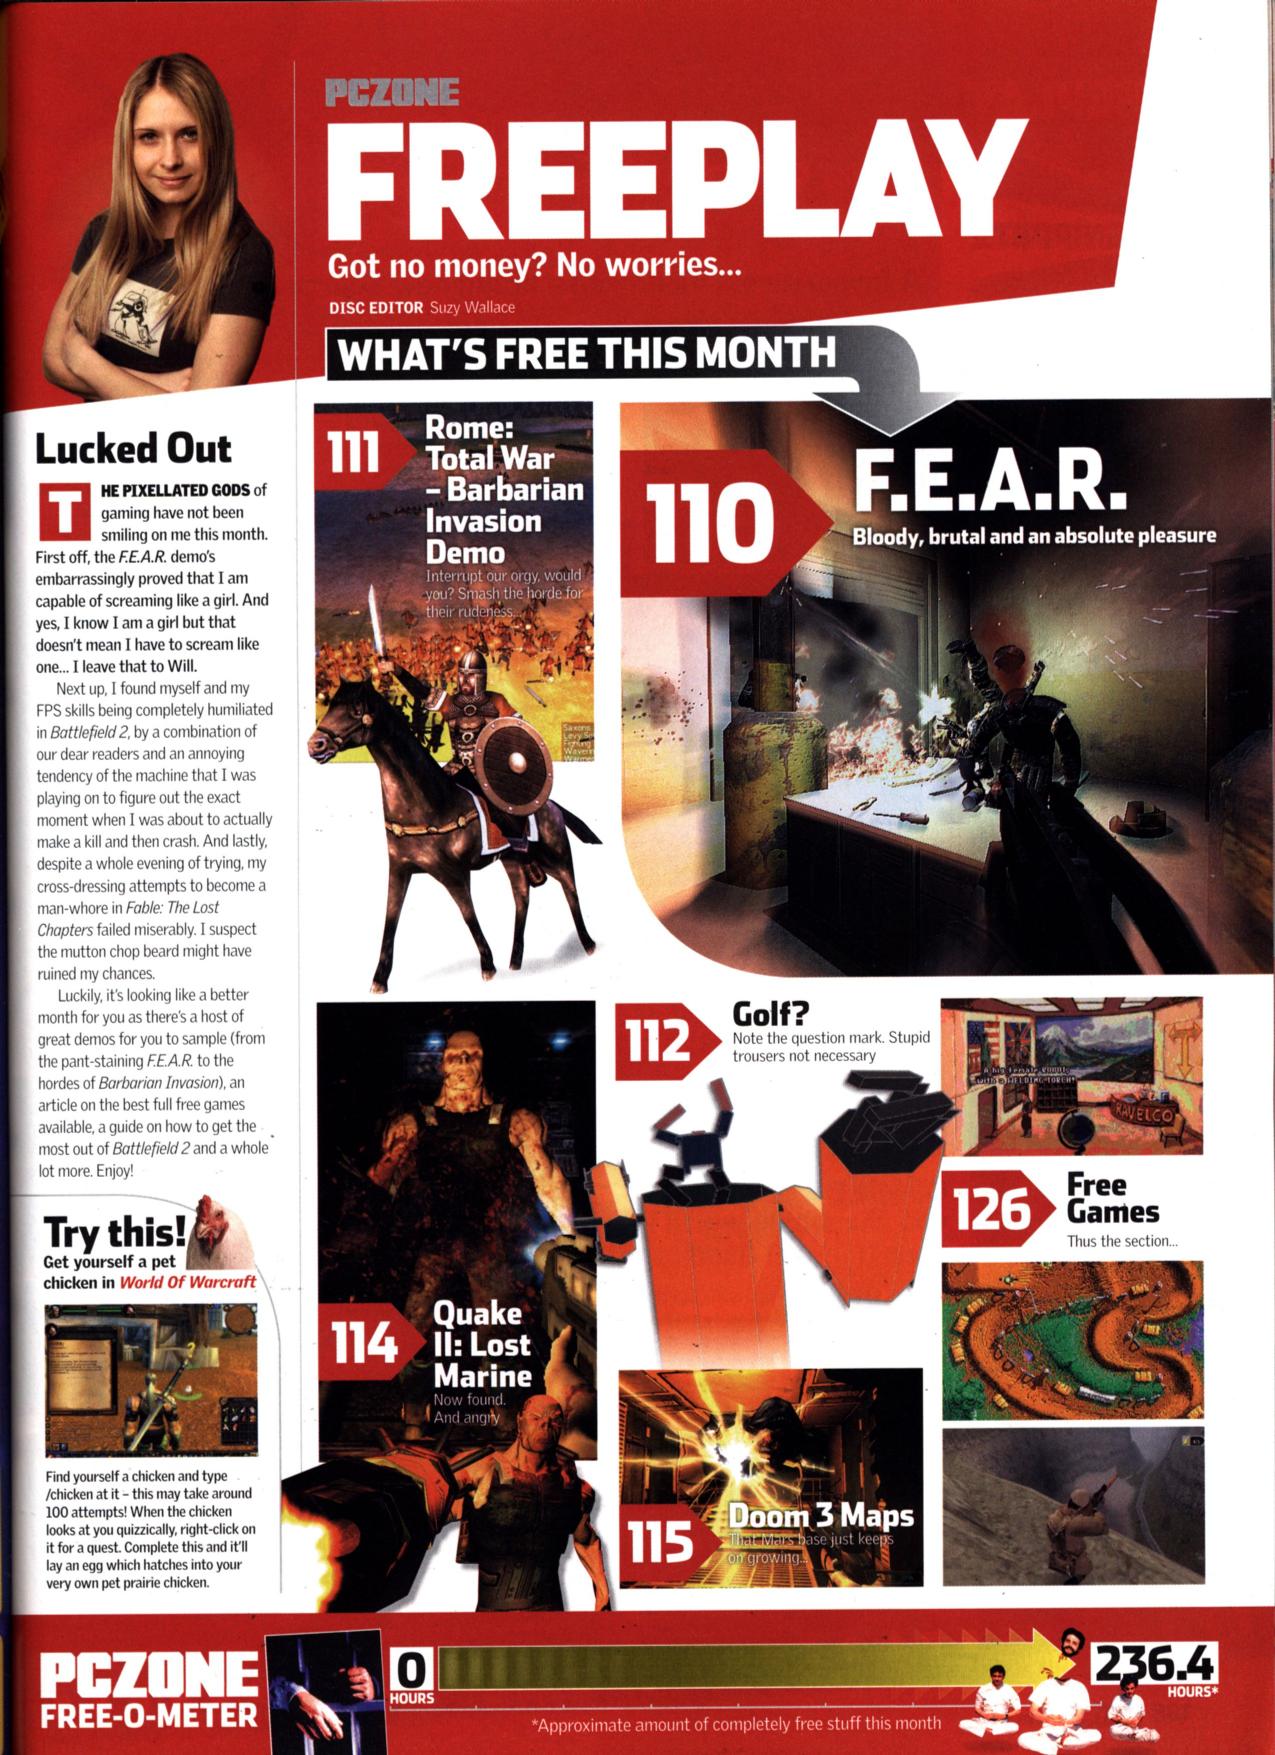 PCZONE
FREEPLAY
Got no money? No worries...
DISC EDITOR Suzy Wallace
WHAT'S FREE THIS MONTH
Lucked Out
THE PIXELLATED GODS of
gaming have not been
smiling on me this month.
First off, the F.E.A.R. demo's
embarrassingly proved that I am
capable of screaming like a girl. And
yes, I know I am a girl but that
doesn't mean I have to scream like
one... I leave that to Will.
Next up, I found myself and my
FPS skills being completely humiliated
in Battlefield 2, by a combination of
our dear readers and an annoying
tendency of the machine that I was
playing on to figure out the exact
moment when I was about to actually
make a kill and then crash. And lastly,
despite a whole evening of trying, my
cross-dressing attempts to become a
man-whore in Fable: The Lost
Chapters failed miserably. I suspect
the mutton chop beard might have
ruined my chances.
Luckily, it's looking like a better
month for you as there's a host of
great demos for you to sample (from
the pant-staining F.E.A.R. to the
hordes of Barbarian Invasion), an
article on the best full free games
available, a guide on how to get the
most out of Battlefield 2 and a whole
lot more. Enjoy!
Try this!
Get yourself a pet
chicken in World Of Warcraft
Find yourself a chicken and type
/chicken at it – this may take around
100 attempts! When the chicken
looks at you quizzically, right-click on
it for a quest. Complete this and it'll
lay an egg which hatches into your
very own pet prairie chicken.
111
Rome:
Total War
– Barbarian
Invasion
Demo
Interrupt our orgy, would
you? Smash the horde for
their rudeness...
110
F.E.A.R.
Bloody, brutal and an absolute pleasure
112
Golf?
Note the question mark. Stupid
trousers not necessary
A big female ROBOT,
with a WELDING TORCH!
RAVELCO
126
Free
Games
Thus the section...
114
Quake
II: Lost
Marine
Now found.
And angry
115
Doom 3 Maps
That Mars base just keeps
on growing...
PCZONE
FREE-O-METER
0
HOURS
236.4
HOURS*
*Approximate amount of completely free stuff this month